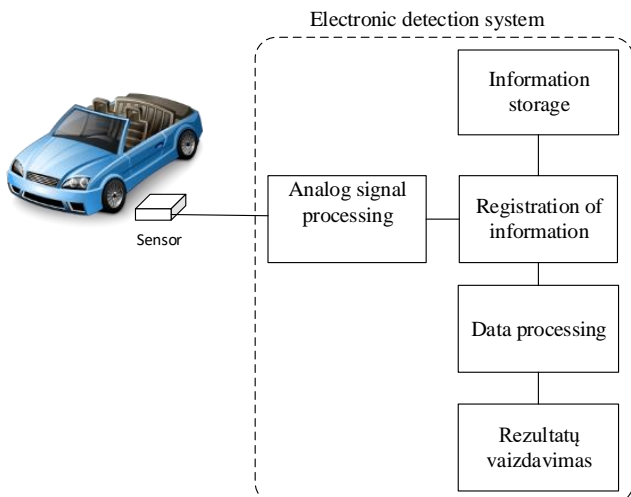 Electronic detection system
Information
storage
Analog signal
processing
Registration of
information
Sensor
Data processing
Rezultatų
vaizdavimas